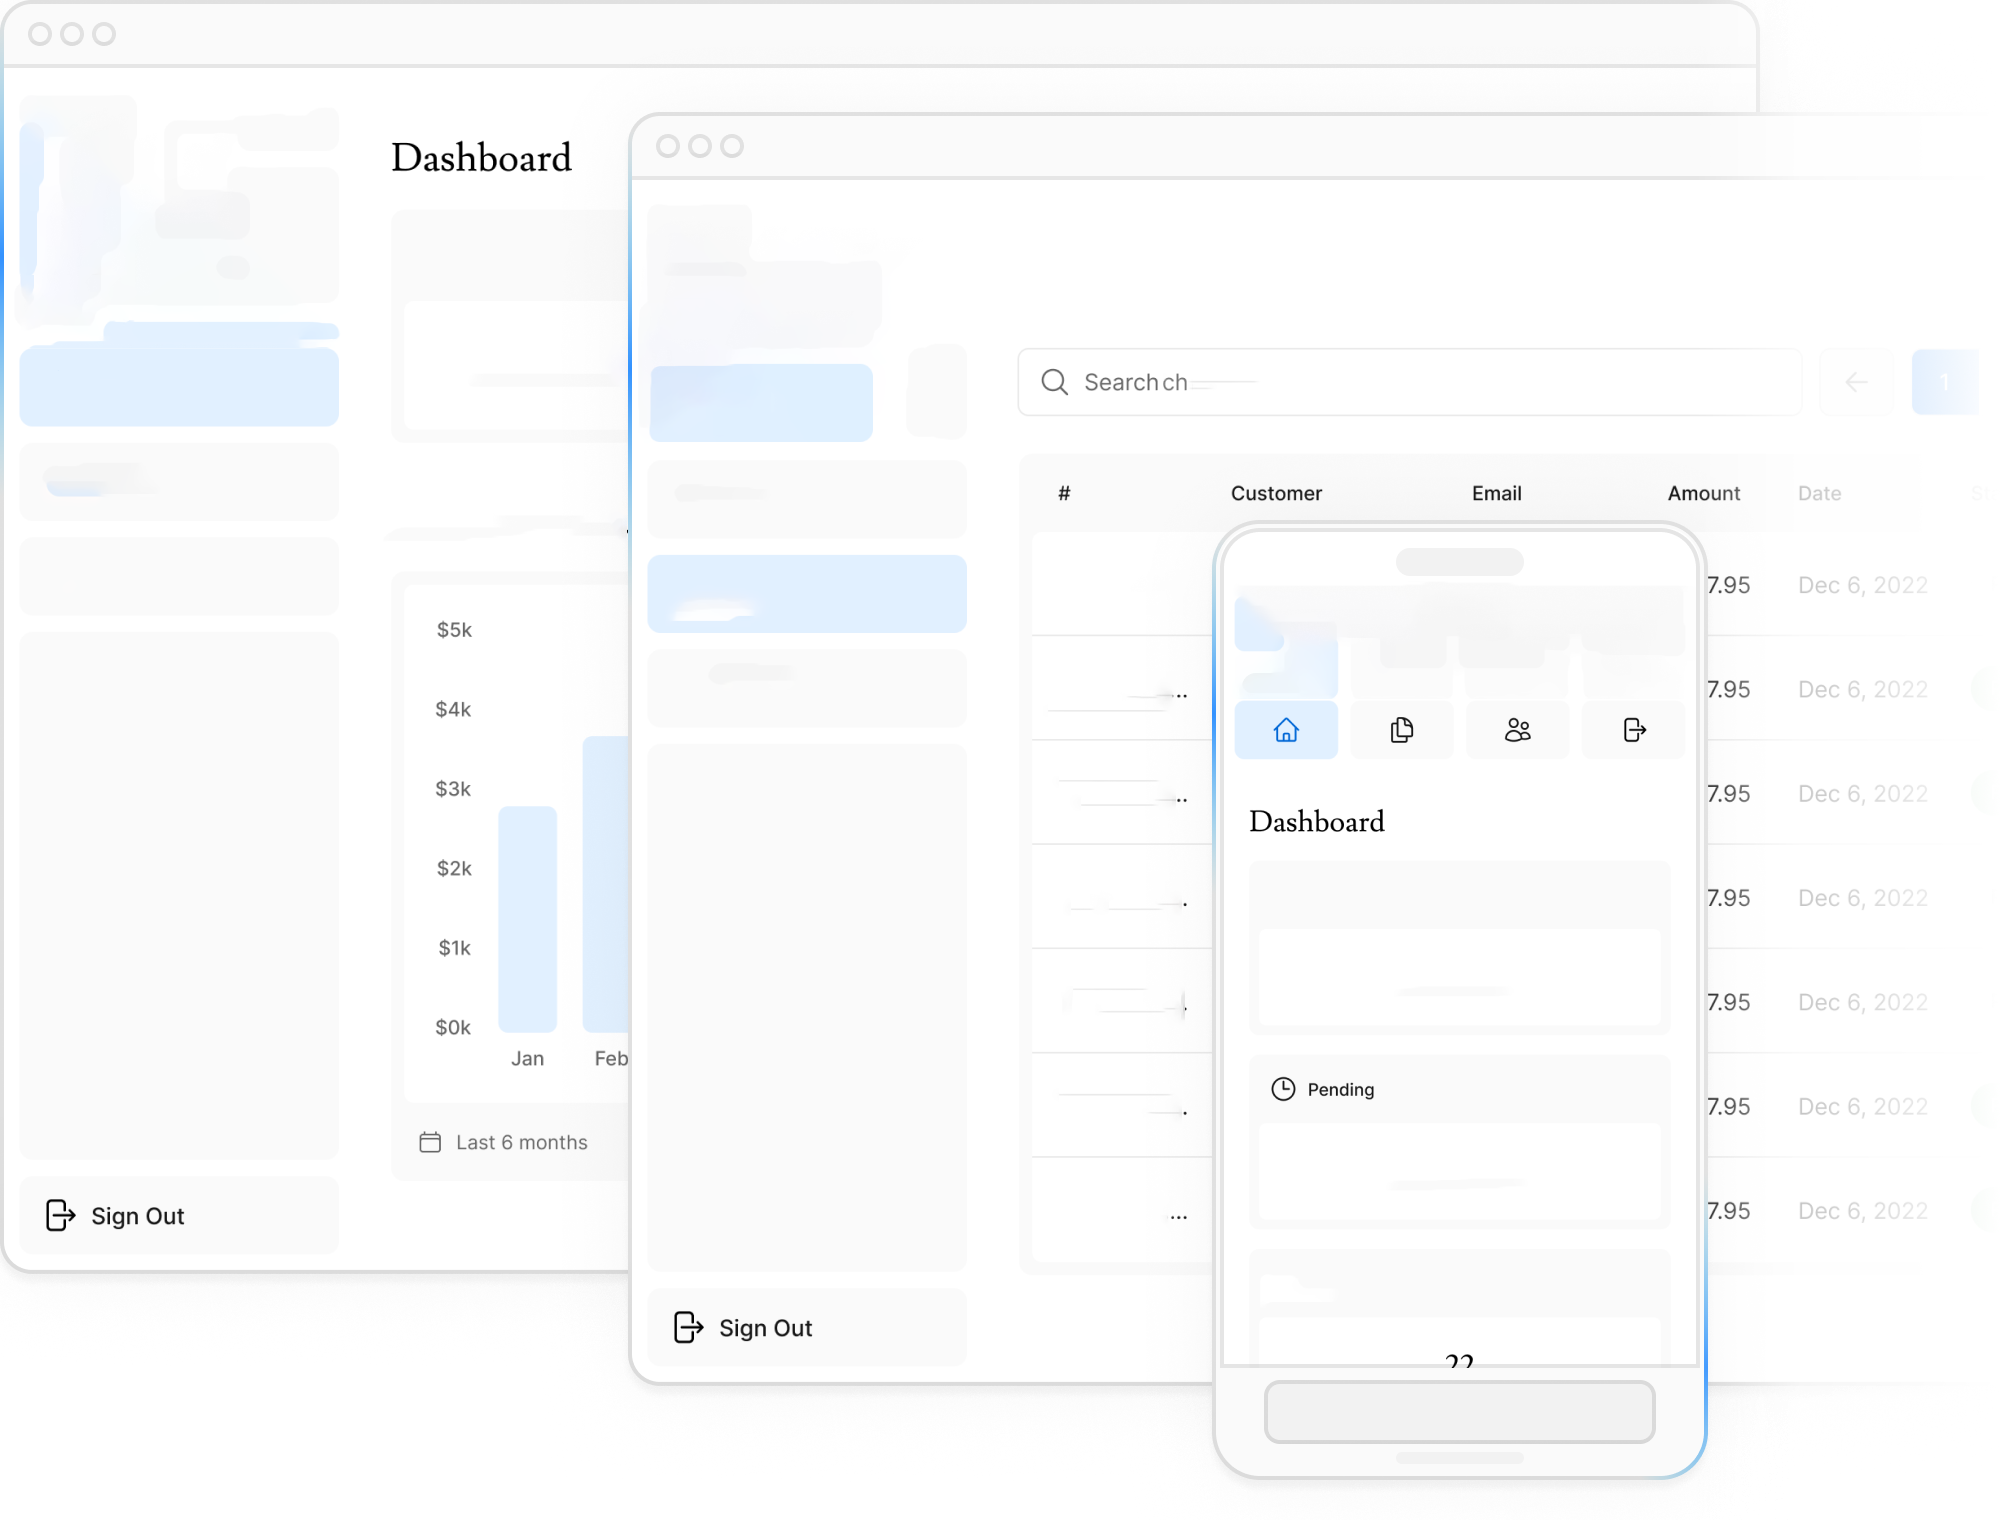 Dashboard
$5k
$4k
$3k
$2k
$1k
$0k
Jan
Feb
Last 6 months
Sign Out
Search ch
1
# Customer Email Amount Date
7.95 Dec 6, 2022
... 7.95 Dec 6, 2022
.. 7.95 Dec 6, 2022
. 7.95 Dec 6, 2022
. 7.95 Dec 6, 2022
. 7.95 Dec 6, 2022
... 7.95 Dec 6, 2022
Sign Out
Dashboard
Pending
22